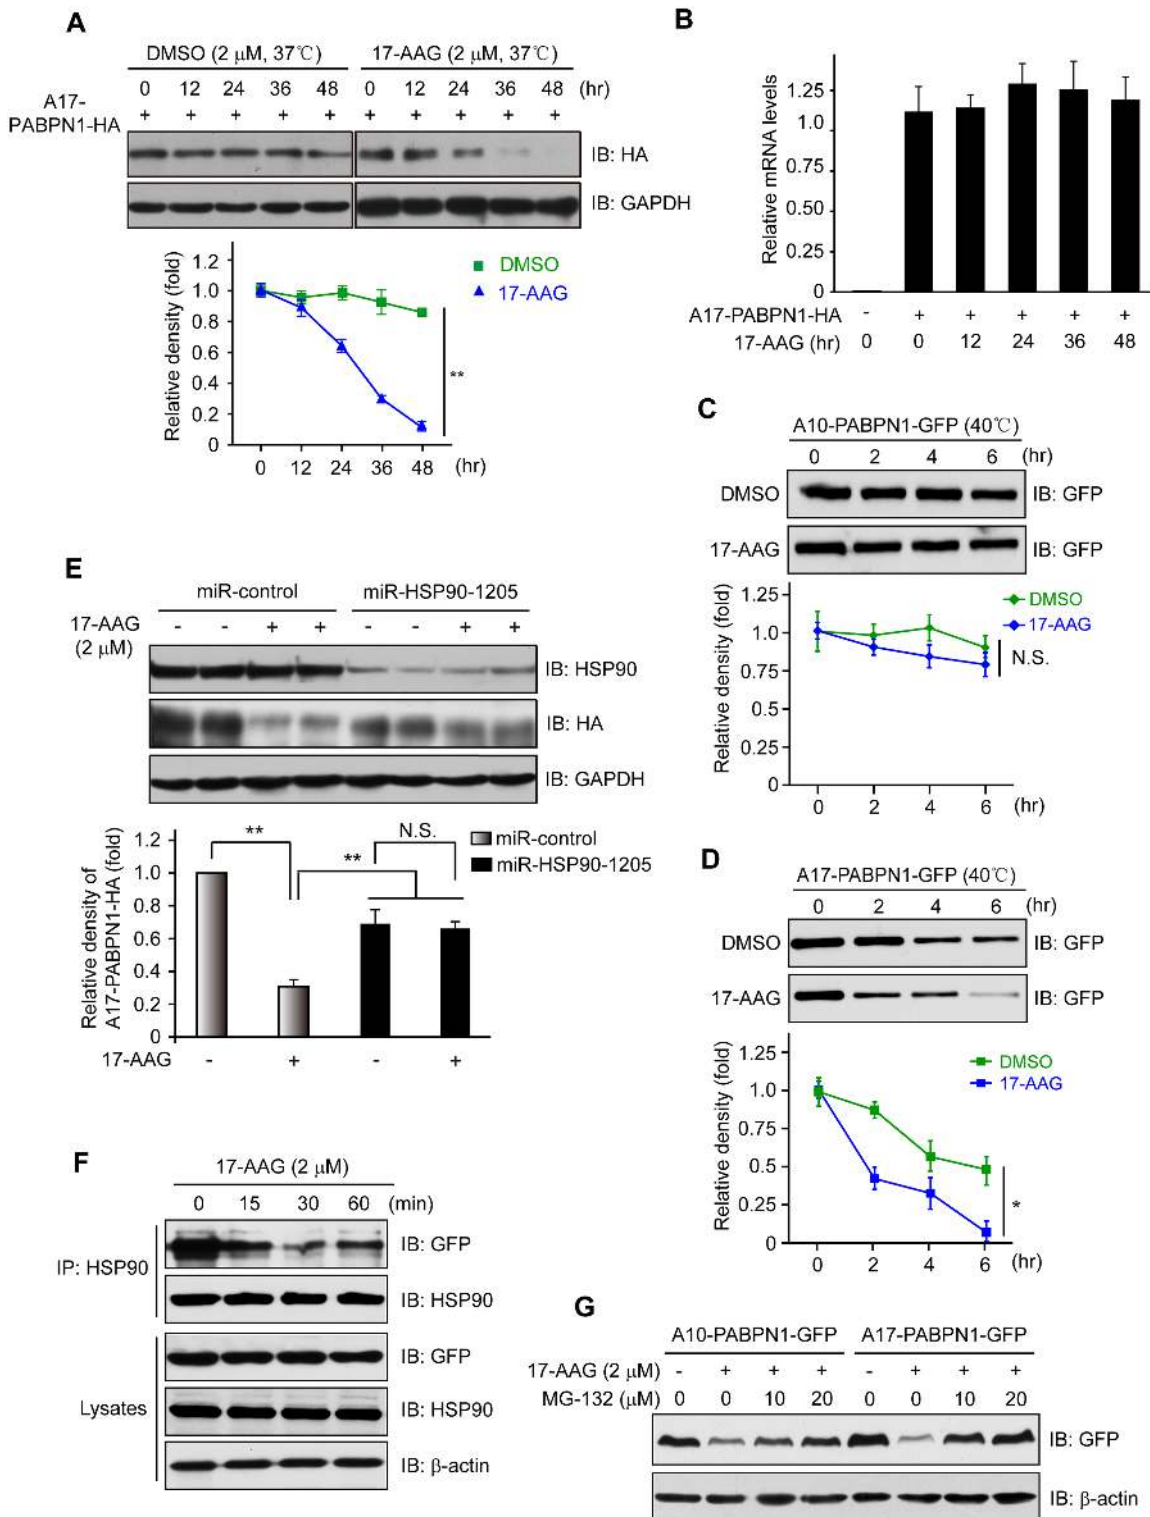 A
DMSO (2 μM, 37℃) 17-AAG (2 μM, 37℃)
0 12 24 36 48 0 12 24 36 48 (hr)
A17-PABPN1-HA + + + + + + + + + +
IB: HA
IB: GAPDH
1.2
1.0
0.8
0.6
0.4
0.2
0
Relative density (fold)
DMSO
17-AAG
**
0 12 24 36 48 (hr)
B
Relative mRNA levels
1.25
1.0
0.75
0.50
1.25
0
A17-PABPN1-HA - + + + + +
17-AAG (hr) 0 0 12 24 36 48
C
A10-PABPN1-GFP (40℃)
0 2 4 6 (hr)
DMSO IB: GFP
17-AAG IB: GFP
Relative density (fold)
1.25
1.0
0.75
0.5
0.25
0
DMSO
17-AAG
N.S.
0 2 4 6 (hr)
D
A17-PABPN1-GFP (40℃)
0 2 4 6 (hr)
DMSO IB: GFP
17-AAG IB: GFP
Relative density (fold)
1.25
1.0
0.75
0.5
0.25
0
DMSO
17-AAG
*
0 2 4 6 (hr)
E
miR-control miR-HSP90-1205
17-AAG (2 μM) - - + + - - + +
IB: HSP90
IB: HA
IB: GAPDH
Relative density of
A17-PABPN1-HA (fold)
1.2
1.0
0.8
0.6
0.4
0.2
0
** ** N.S.
miR-control
miR-HSP90-1205
17-AAG - + - +
F
17-AAG (2 μM)
0 15 30 60 (min)
IP: HSP90
IB: GFP
IB: HSP90
Lysates
IB: GFP
IB: HSP90
IB: β-actin
G
A10-PABPN1-GFP A17-PABPN1-GFP
17-AAG (2 μM) - + + + - + + +
MG-132 (μM) 0 0 10 20 0 0 10 20
IB: GFP
IB: β-actin